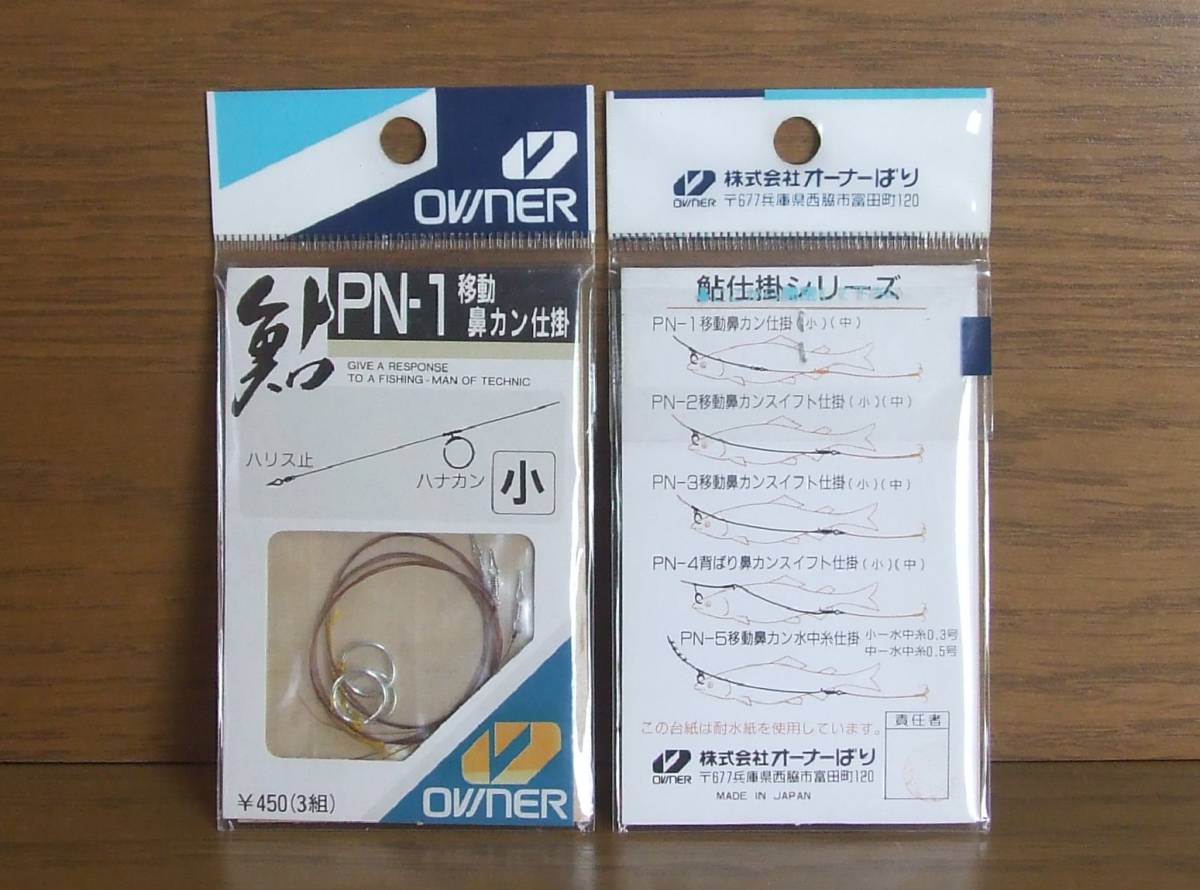 OWNER
鮎
PN-1 移動
鼻カン仕掛
GIVE A RESPONSE
TO A FISHING-MAN OF TECHNIC
ハリス止
ハナカン
小
OWNER
¥450(3組)
OWNER
株式会社オーナーばり
〒677兵庫県西脇市富田町120
鮎仕掛シリーズ
PN-1移動鼻カン仕掛(小)(中)
PN-2移動鼻カンスイフト仕掛(小)(中)
PN-3移動鼻カンスイフト仕掛(小)(中)
PN-4背ばり鼻カンスイフト仕掛(小)(中)
PN-5移動鼻カン水中糸仕掛 小ー水中糸0.3号
中ー水中糸0.5号
この台紙は耐水紙を使用しています。
責任者
OWNER
株式会社オーナーばり
〒677兵庫県西脇市富田町120
MADE IN JAPAN